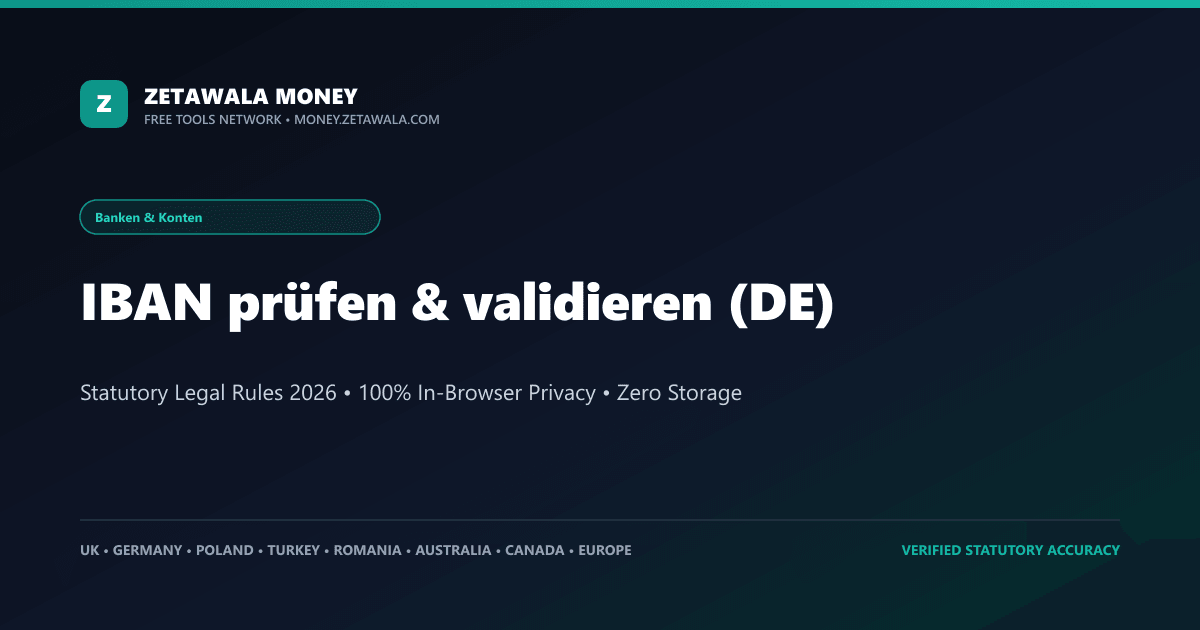 Z
ZETAWALA MONEY
FREE TOOLS NETWORK • MONEY.ZETAWALA.COM
Banken & Konten
IBAN prüfen & validieren (DE)
Statutory Legal Rules 2026 • 100% In-Browser Privacy • Zero Storage
UK • GERMANY • POLAND • TURKEY • ROMANIA • AUSTRALIA • CANADA • EUROPE
VERIFIED STATUTORY ACCURACY